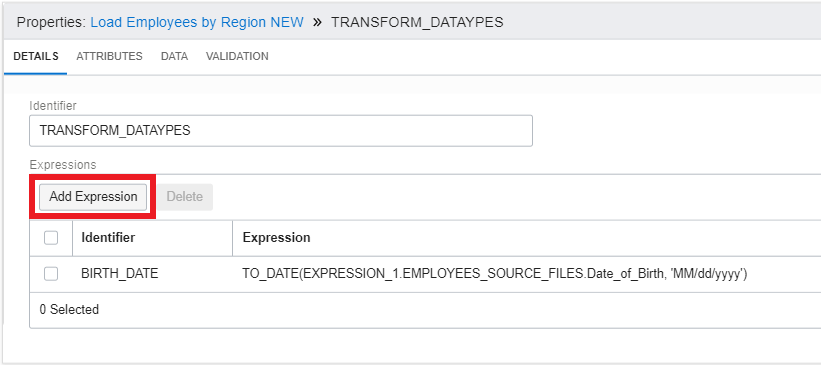 Properties: Load Employees by Region NEW » TRANSFORM_DATAYPES
DETAILS ATTRIBUTES DATA VALIDATION
Identifier
TRANSFORM_DATAYPES
Expressions
Add Expression Delete
Identifier Expression
BIRTH_DATE TO_DATE(EXPRESSION_1.EMPLOYEES_SOURCE_FILES.Date_of_Birth, 'MM/dd/yyyy')
0 Selected